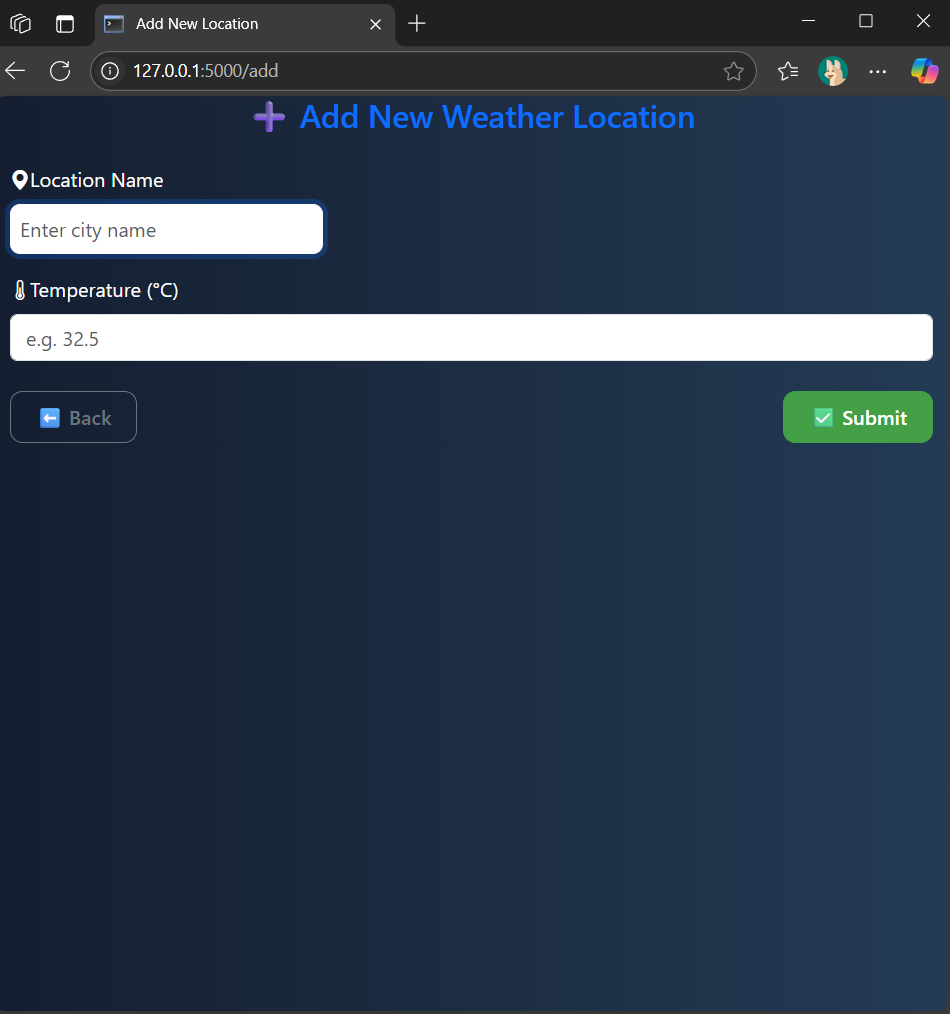 Add New Location
127.0.0.1:5000/add
Add New Weather Location
Location Name
Enter city name
Temperature (°C)
e.g. 32.5
Back
Submit